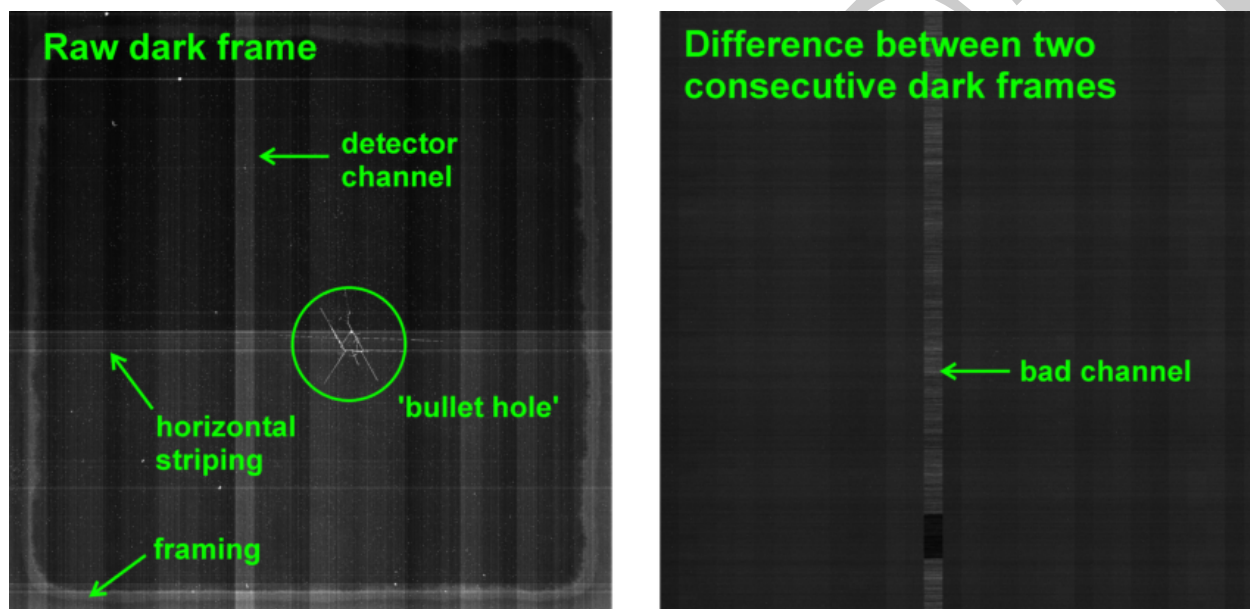 Raw dark frame
detector
channel
'bullet hole'
horizontal
striping
framing
Difference between two
consecutive dark frames
bad channel